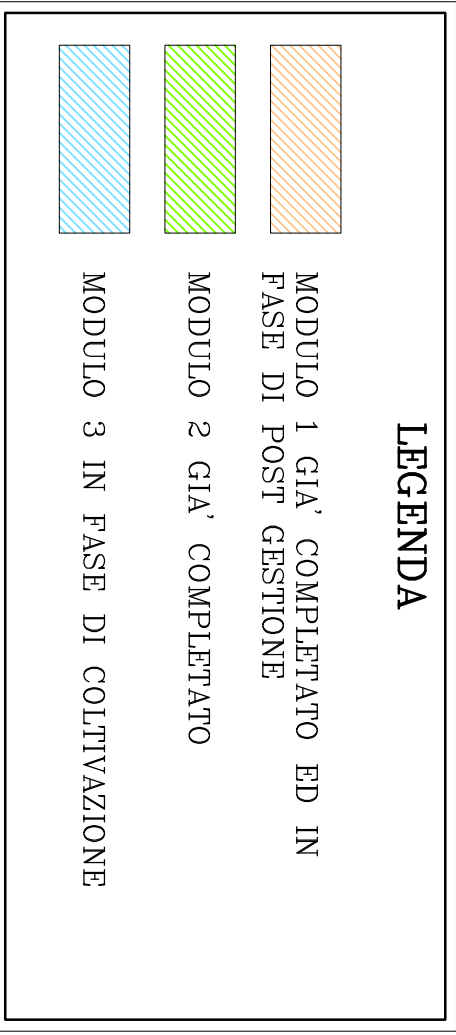 LEGENDA
MODULO 1 GIA' COMPLETATO ED IN
FASE DI POST GESTIONE
MODULO 2 GIA' COMPLETATO
MODULO 3 IN FASE DI COLTIVAZIONE